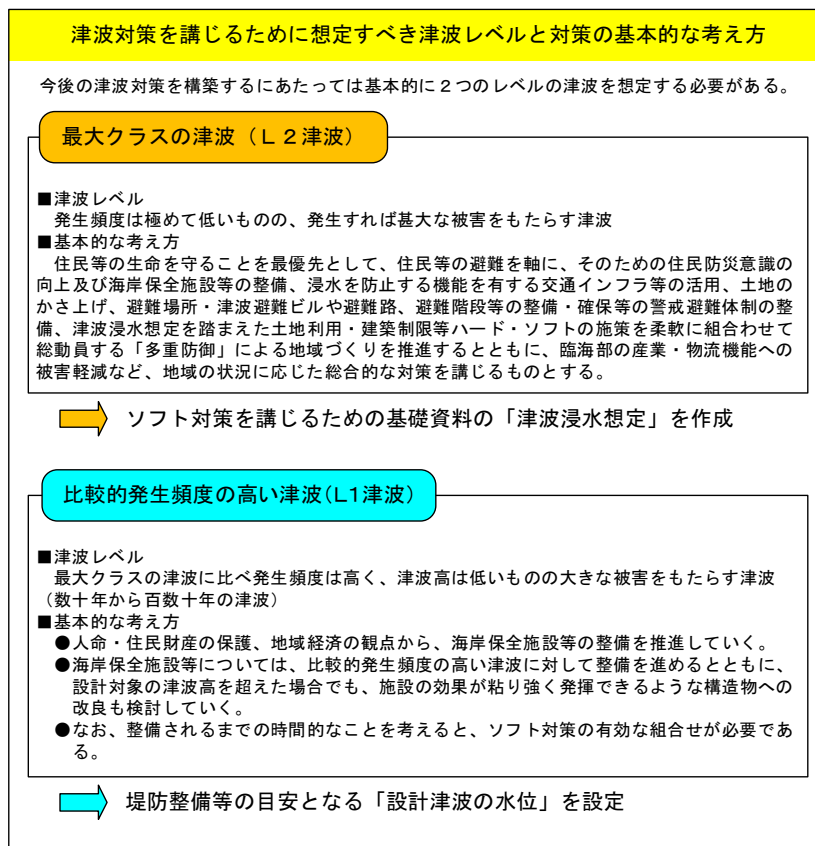 津波対策を講じるために想定すべき津波レベルと対策の基本的な考え方
今後の津波対策を構築するにあたっては基本的に２つのレベルの津波を想定する必要がある。
最大クラスの津波（Ｌ２津波）
■津波レベル
発生頻度は極めて低いものの、発生すれば甚大な被害をもたらす津波
■基本的な考え方
住民等の生命を守ることを最優先として、住民等の避難を軸に、そのための住民防災意識の
向上及び海岸保全施設等の整備、浸水を防止する機能を有する交通インフラ等の活用、土地の
かさ上げ、避難場所・津波避難ビルや避難路、避難階段等の整備・確保等の警戒避難体制の整
備、津波浸水想定を踏まえた土地利用・建築制限等ハード・ソフトの施策を柔軟に組合わせて
総動員する「多重防御」による地域づくりを推進するとともに、臨海部の産業・物流機能への
被害軽減など、地域の状況に応じた総合的な対策を講じるものとする。
ソフト対策を講じるための基礎資料の「津波浸水想定」を作成
比較的発生頻度の高い津波(L1津波)
■津波レベル
最大クラスの津波に比べ発生頻度は高く、津波高は低いものの大きな被害をもたらす津波
（数十年から百数十年の津波）
■基本的な考え方
●人命・住民財産の保護、地域経済の観点から、海岸保全施設等の整備を推進していく。
●海岸保全施設等については、比較的発生頻度の高い津波に対して整備を進めるとともに、
設計対象の津波高を超えた場合でも、施設の効果が粘り強く発揮できるような構造物への
改良も検討していく。
●なお、整備されるまでの時間的なことを考えると、ソフト対策の有効な組合せが必要であ
る。
堤防整備等の目安となる「設計津波の水位」を設定